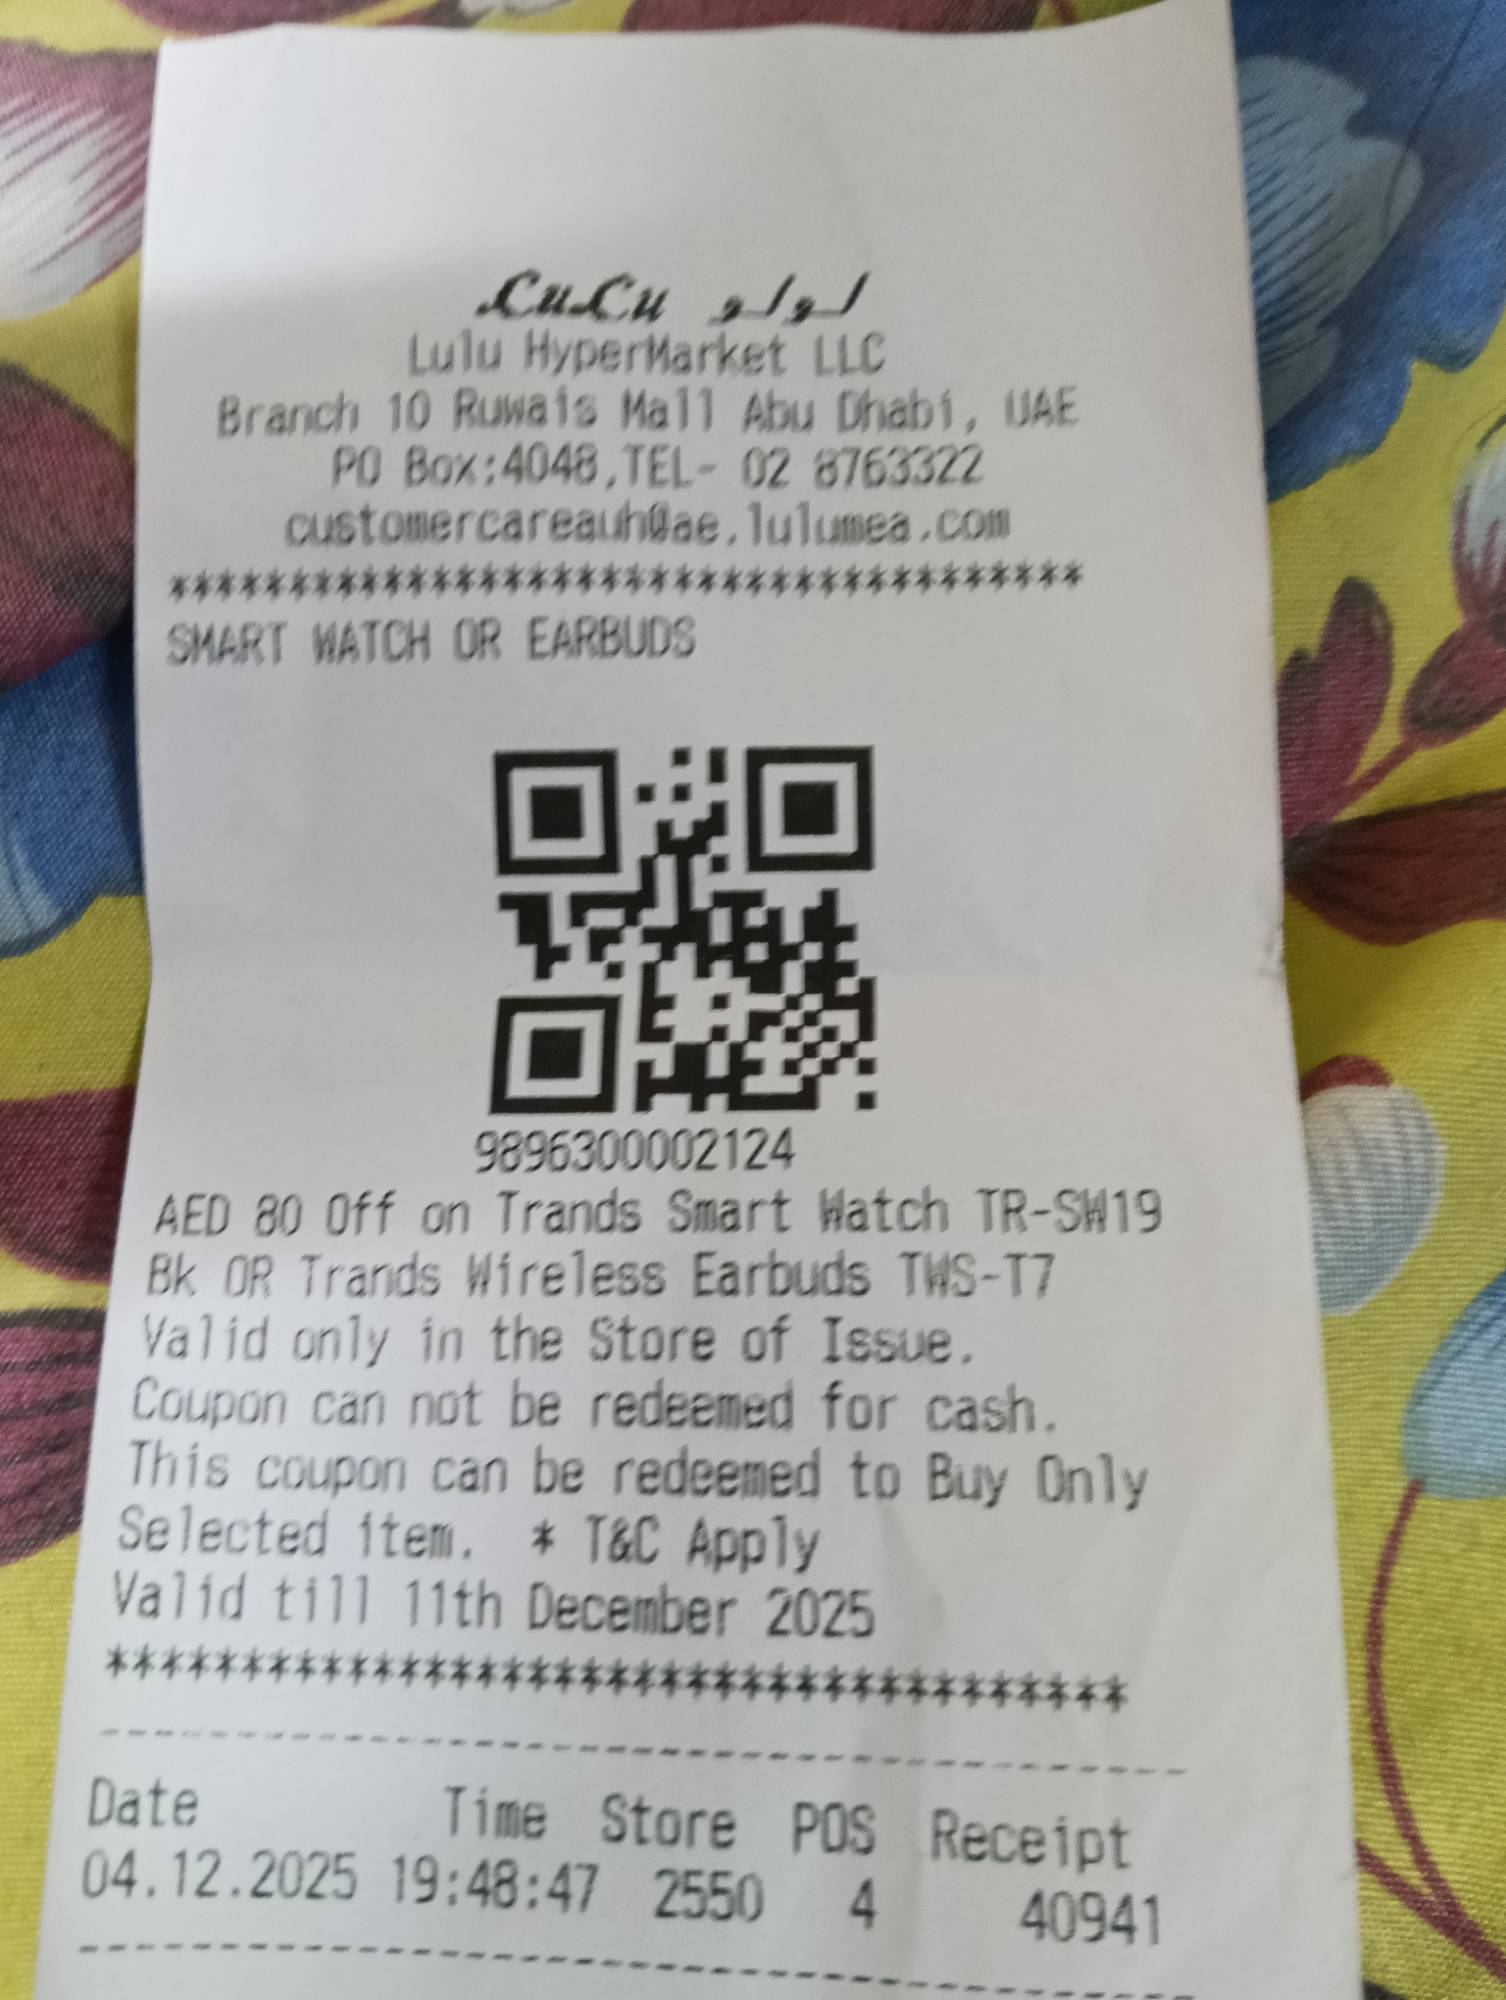 LuLu لولو
Lulu HyperMarket LLC
Branch 10 Ruwais Mall Abu Dhabi, UAE
PO Box:4048,TEL- 02 8763322
customercareauh@ae.lulumea.com
**************************************
SMART WATCH OR EARBUDS
9896300002124
AED 80 Off on Trands Smart Watch TR-SW19
Bk OR Trands Wireless Earbuds TWS-T7
Valid only in the Store of Issue.
Coupon can not be redeemed for cash.
This coupon can be redeemed to Buy Only
Selected item.  * T&C Apply
Valid till 11th December 2025
**************************************
----------------------------------------
Date Time Store POS Receipt
04.12.2025 19:48:47 2550 4 40941
----------------------------------------